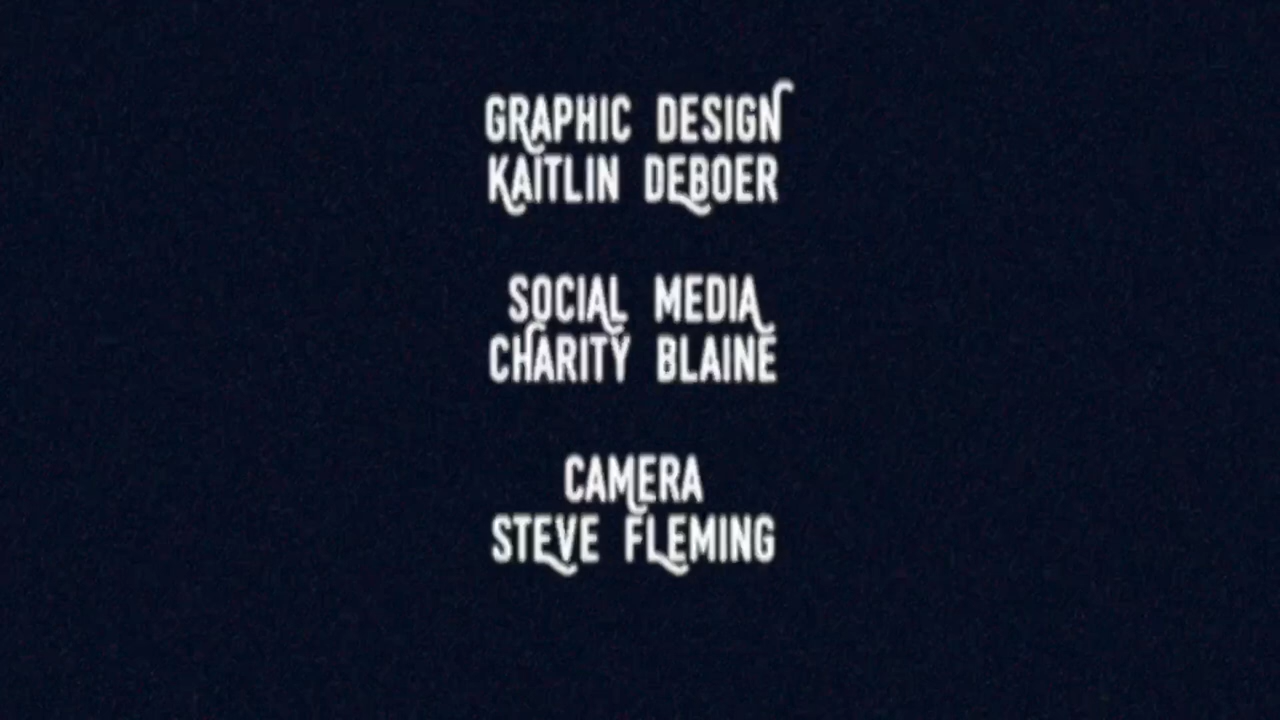 GRAPHIC DESIGN
KAITLIN DEBOER
SOCIAL MEDIA
CHARITY BLAINE
CAMERA
STEVE FLEMING